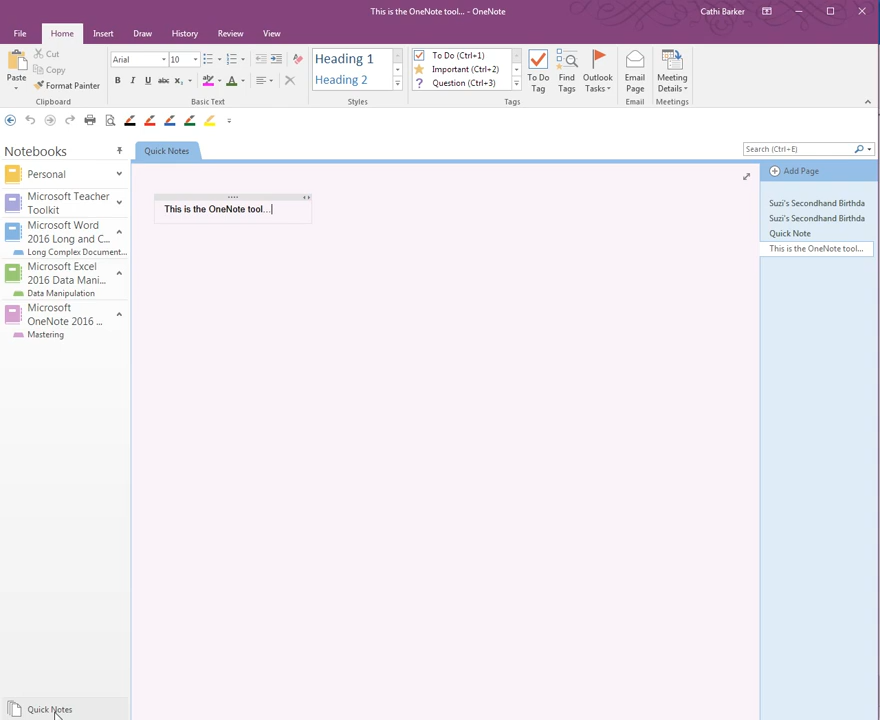 This is the OneNote tool... - OneNote
Cathi Barker
File Home Insert Draw History Review View
Paste
Cut
Copy
Format Painter
Clipboard
Arial 10
B I U abc X₂ A
Basic Text
Heading 1
Heading 2
Styles
To Do (Ctrl+1)
Important (Ctrl+2)
? Question (Ctrl+3)
To Do
Tag
Find
Tags
Outlook
Tasks
Tags
Email
Page
Email
Meeting
Details
Meetings
Notebooks
Quick Notes
Search (Ctrl+E)
Personal
Microsoft Teacher
Toolkit
Microsoft Word
2016 Long and C...
Long Complex Document...
Microsoft Excel
2016 Data Mani...
Data Manipulation
Microsoft
OneNote 2016 ...
Mastering
This is the OneNote tool...
Add Page
Suzi's Secondhand Birthda
Suzi's Secondhand Birthda
Quick Note
This is the OneNote tool...
Quick Notes